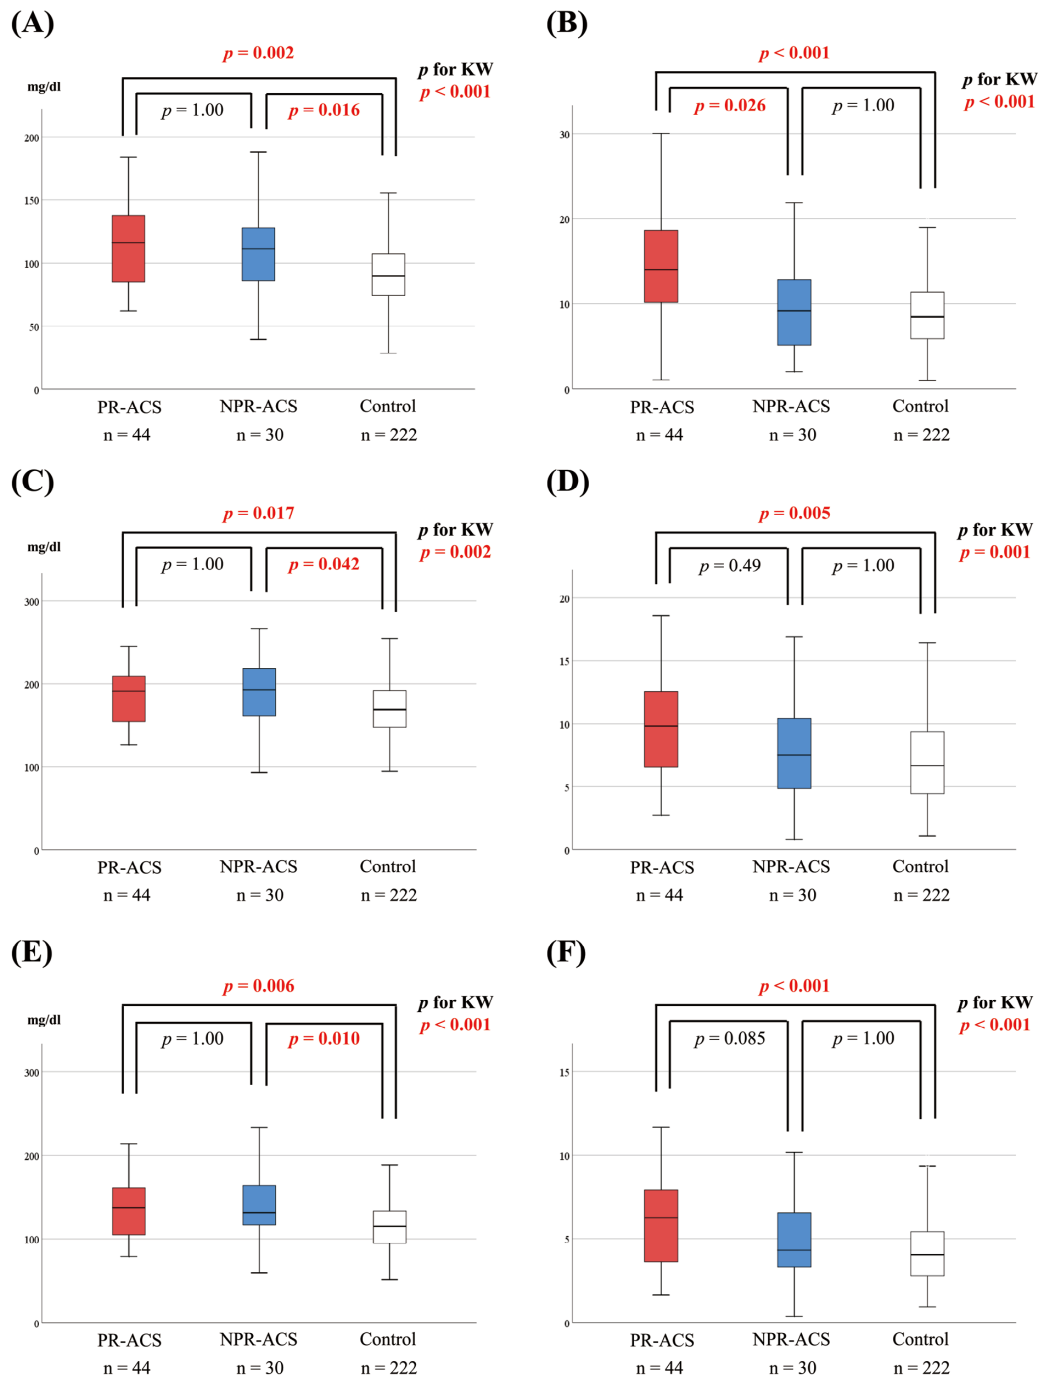 (A)
p = 0.002
mg/dl
p for KW
p < 0.001
p = 1.00
p = 0.016
200
150
100
50
0
PR-ACS
NPR-ACS
Control
n = 44
n = 30
n = 222
(B)
p < 0.001
p for KW
p < 0.001
p = 0.026
p = 1.00
30
20
10
0
PR-ACS
NPR-ACS
Control
n = 44
n = 30
n = 222
(C)
p = 0.017
mg/dl
p for KW
p = 0.002
p = 1.00
p = 0.042
300
200
100
0
PR-ACS
NPR-ACS
Control
n = 44
n = 30
n = 222
(D)
p = 0.005
p for KW
p = 0.001
p = 0.49
p = 1.00
20
15
10
5
0
PR-ACS
NPR-ACS
Control
n = 44
n = 30
n = 222
(E)
p = 0.006
mg/dl
p for KW
p < 0.001
p = 1.00
p = 0.010
300
200
100
0
PR-ACS
NPR-ACS
Control
n = 44
n = 30
n = 222
(F)
p < 0.001
p for KW
p < 0.001
p = 0.085
p = 1.00
15
10
5
0
PR-ACS
NPR-ACS
Control
n = 44
n = 30
n = 222